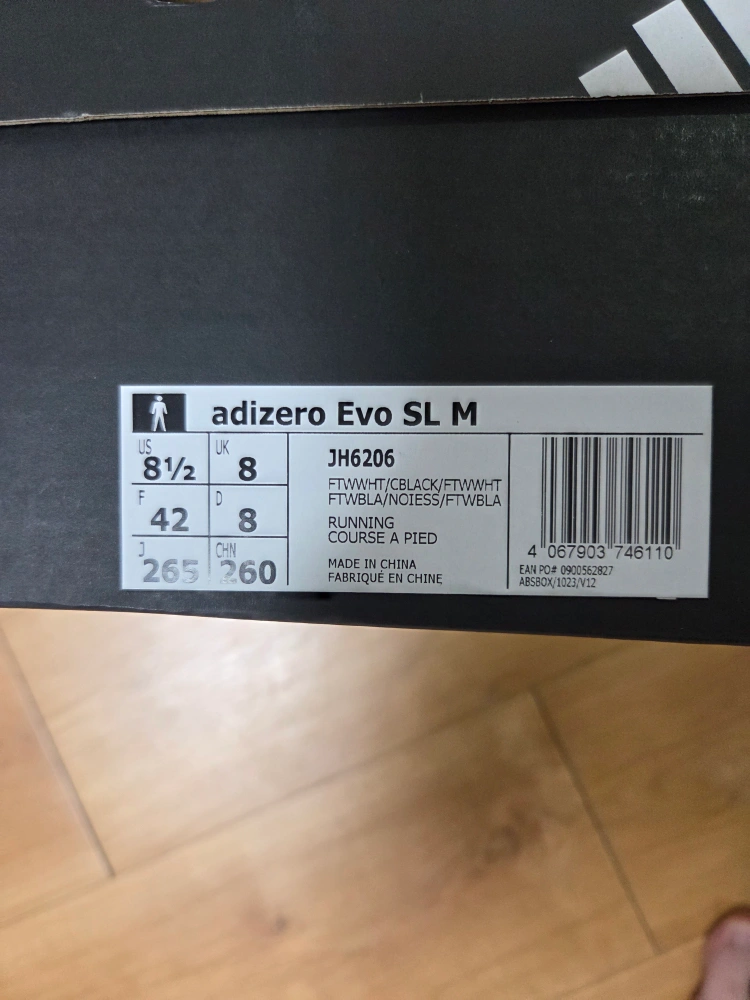 adizero Evo SL M
US 8½ UK 8
F 42 D 8
J 265 CHN 260
JH6206
FTWWHT/CBLACK/FTWWHT
FTWBLA/NOIESS/FTWBLA
RUNNING
COURSE A PIED
MADE IN CHINA
FABRIQUÉ EN CHINE
4 067903 746110
EAN PO# 0900562827
ABSBOX/1023/V12